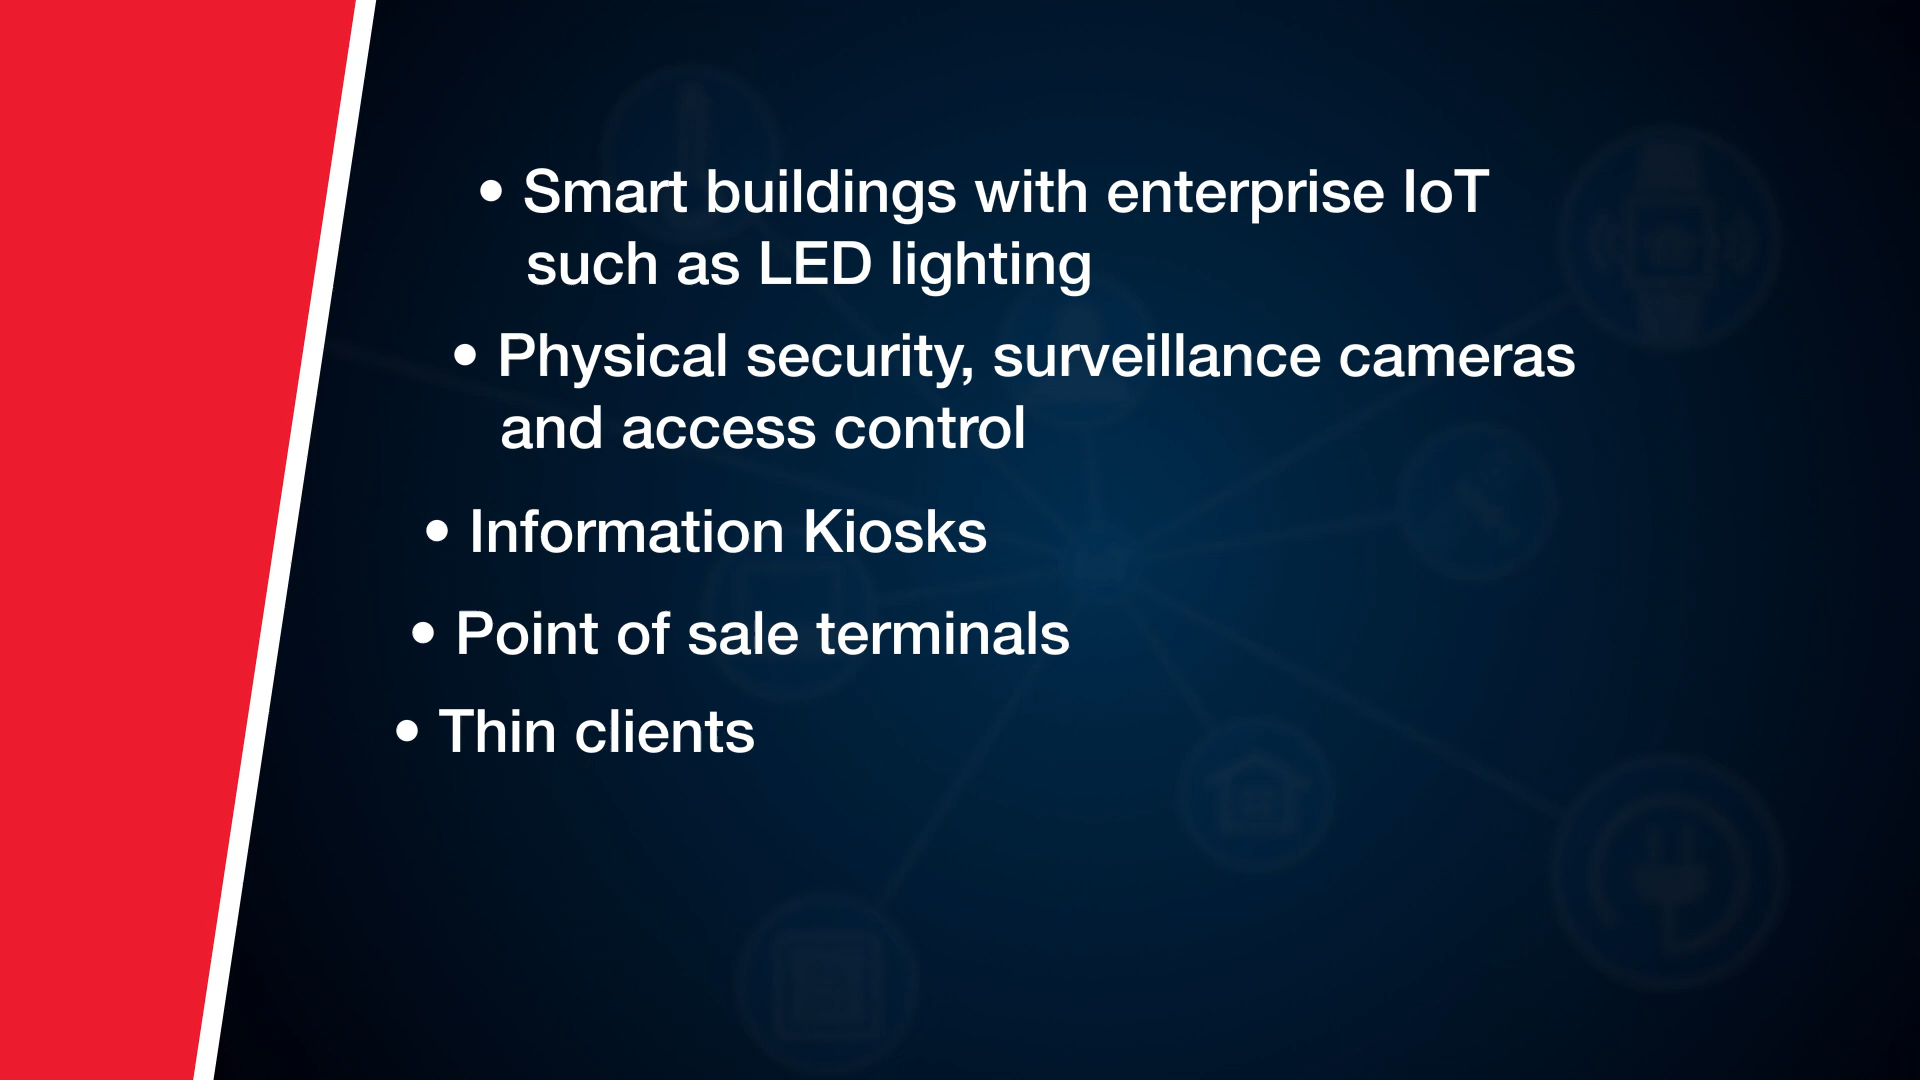 • Smart buildings with enterprise IoT
such as LED lighting
• Physical security, surveillance cameras
and access control
• Information Kiosks
• Point of sale terminals
• Thin clients